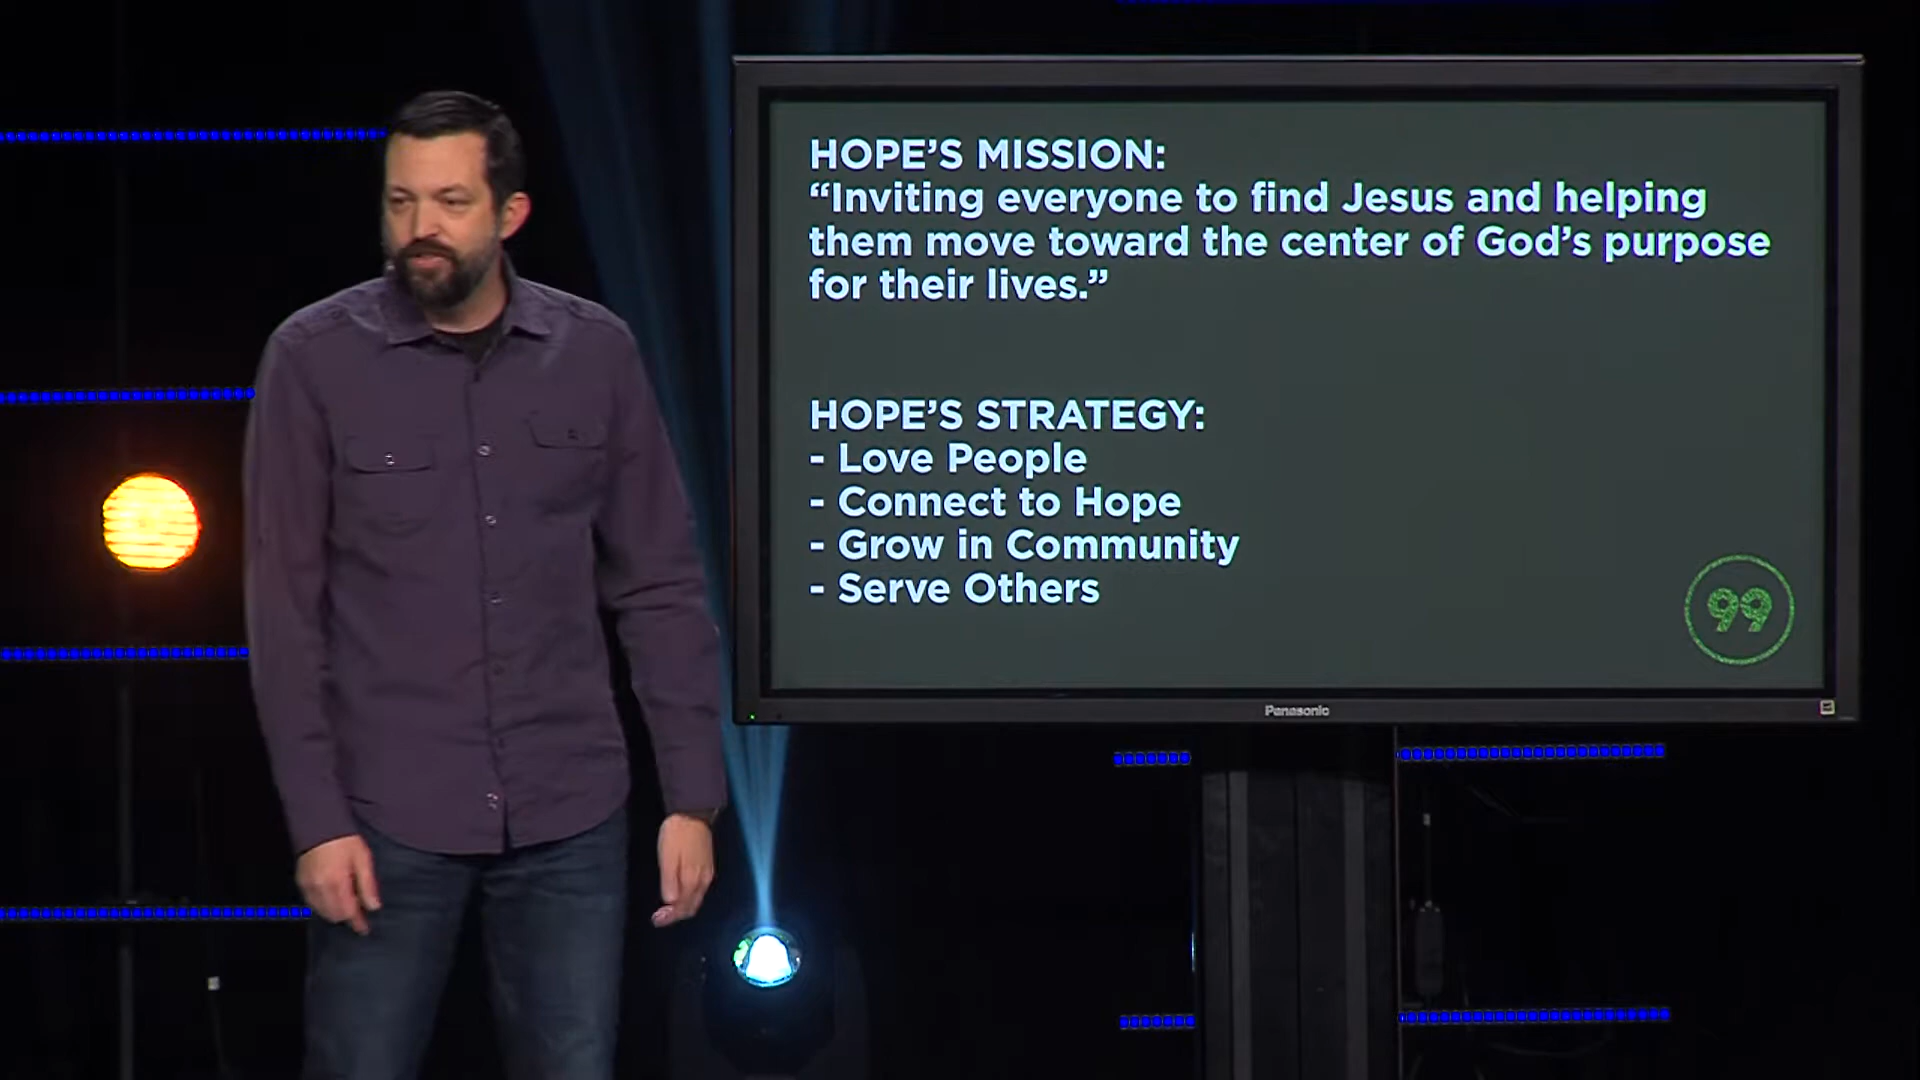 HOPE’S MISSION:
“Inviting everyone to find Jesus and helping
them move toward the center of God’s purpose
for their lives.”
HOPE’S STRATEGY:
- Love People
- Connect to Hope
- Grow in Community
- Serve Others
99
Panasonic